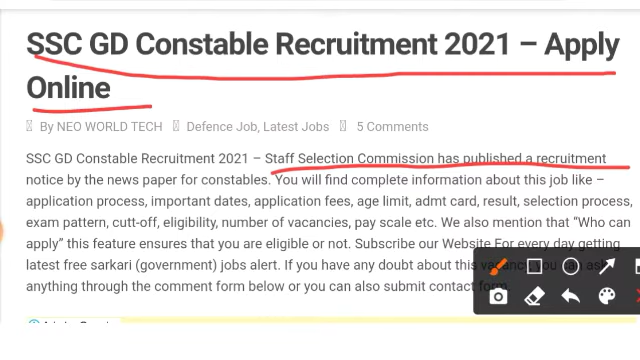 SSC GD Constable Recruitment 2021 – Apply
Online
By NEO WORLD TECH Defence Job, Latest Jobs 5 Comments
SSC GD Constable Recruitment 2021 – Staff Selection Commission has published a recruitment
notice by the news paper for constables. You will find complete information about this job like –
application process, important dates, application fees, age limit, admt card, result, selection process,
exam pattern, cutt-off, eligibility, number of vacancies, pay scale etc. We also mention that “Who can
apply” this feature ensures that you are eligible or not. Subscribe our Website For every day getting
latest free sarkari (government) jobs alert. If you have any doubt about this vacancy, you can ask
anything through the comment form below or you can also submit contact form.